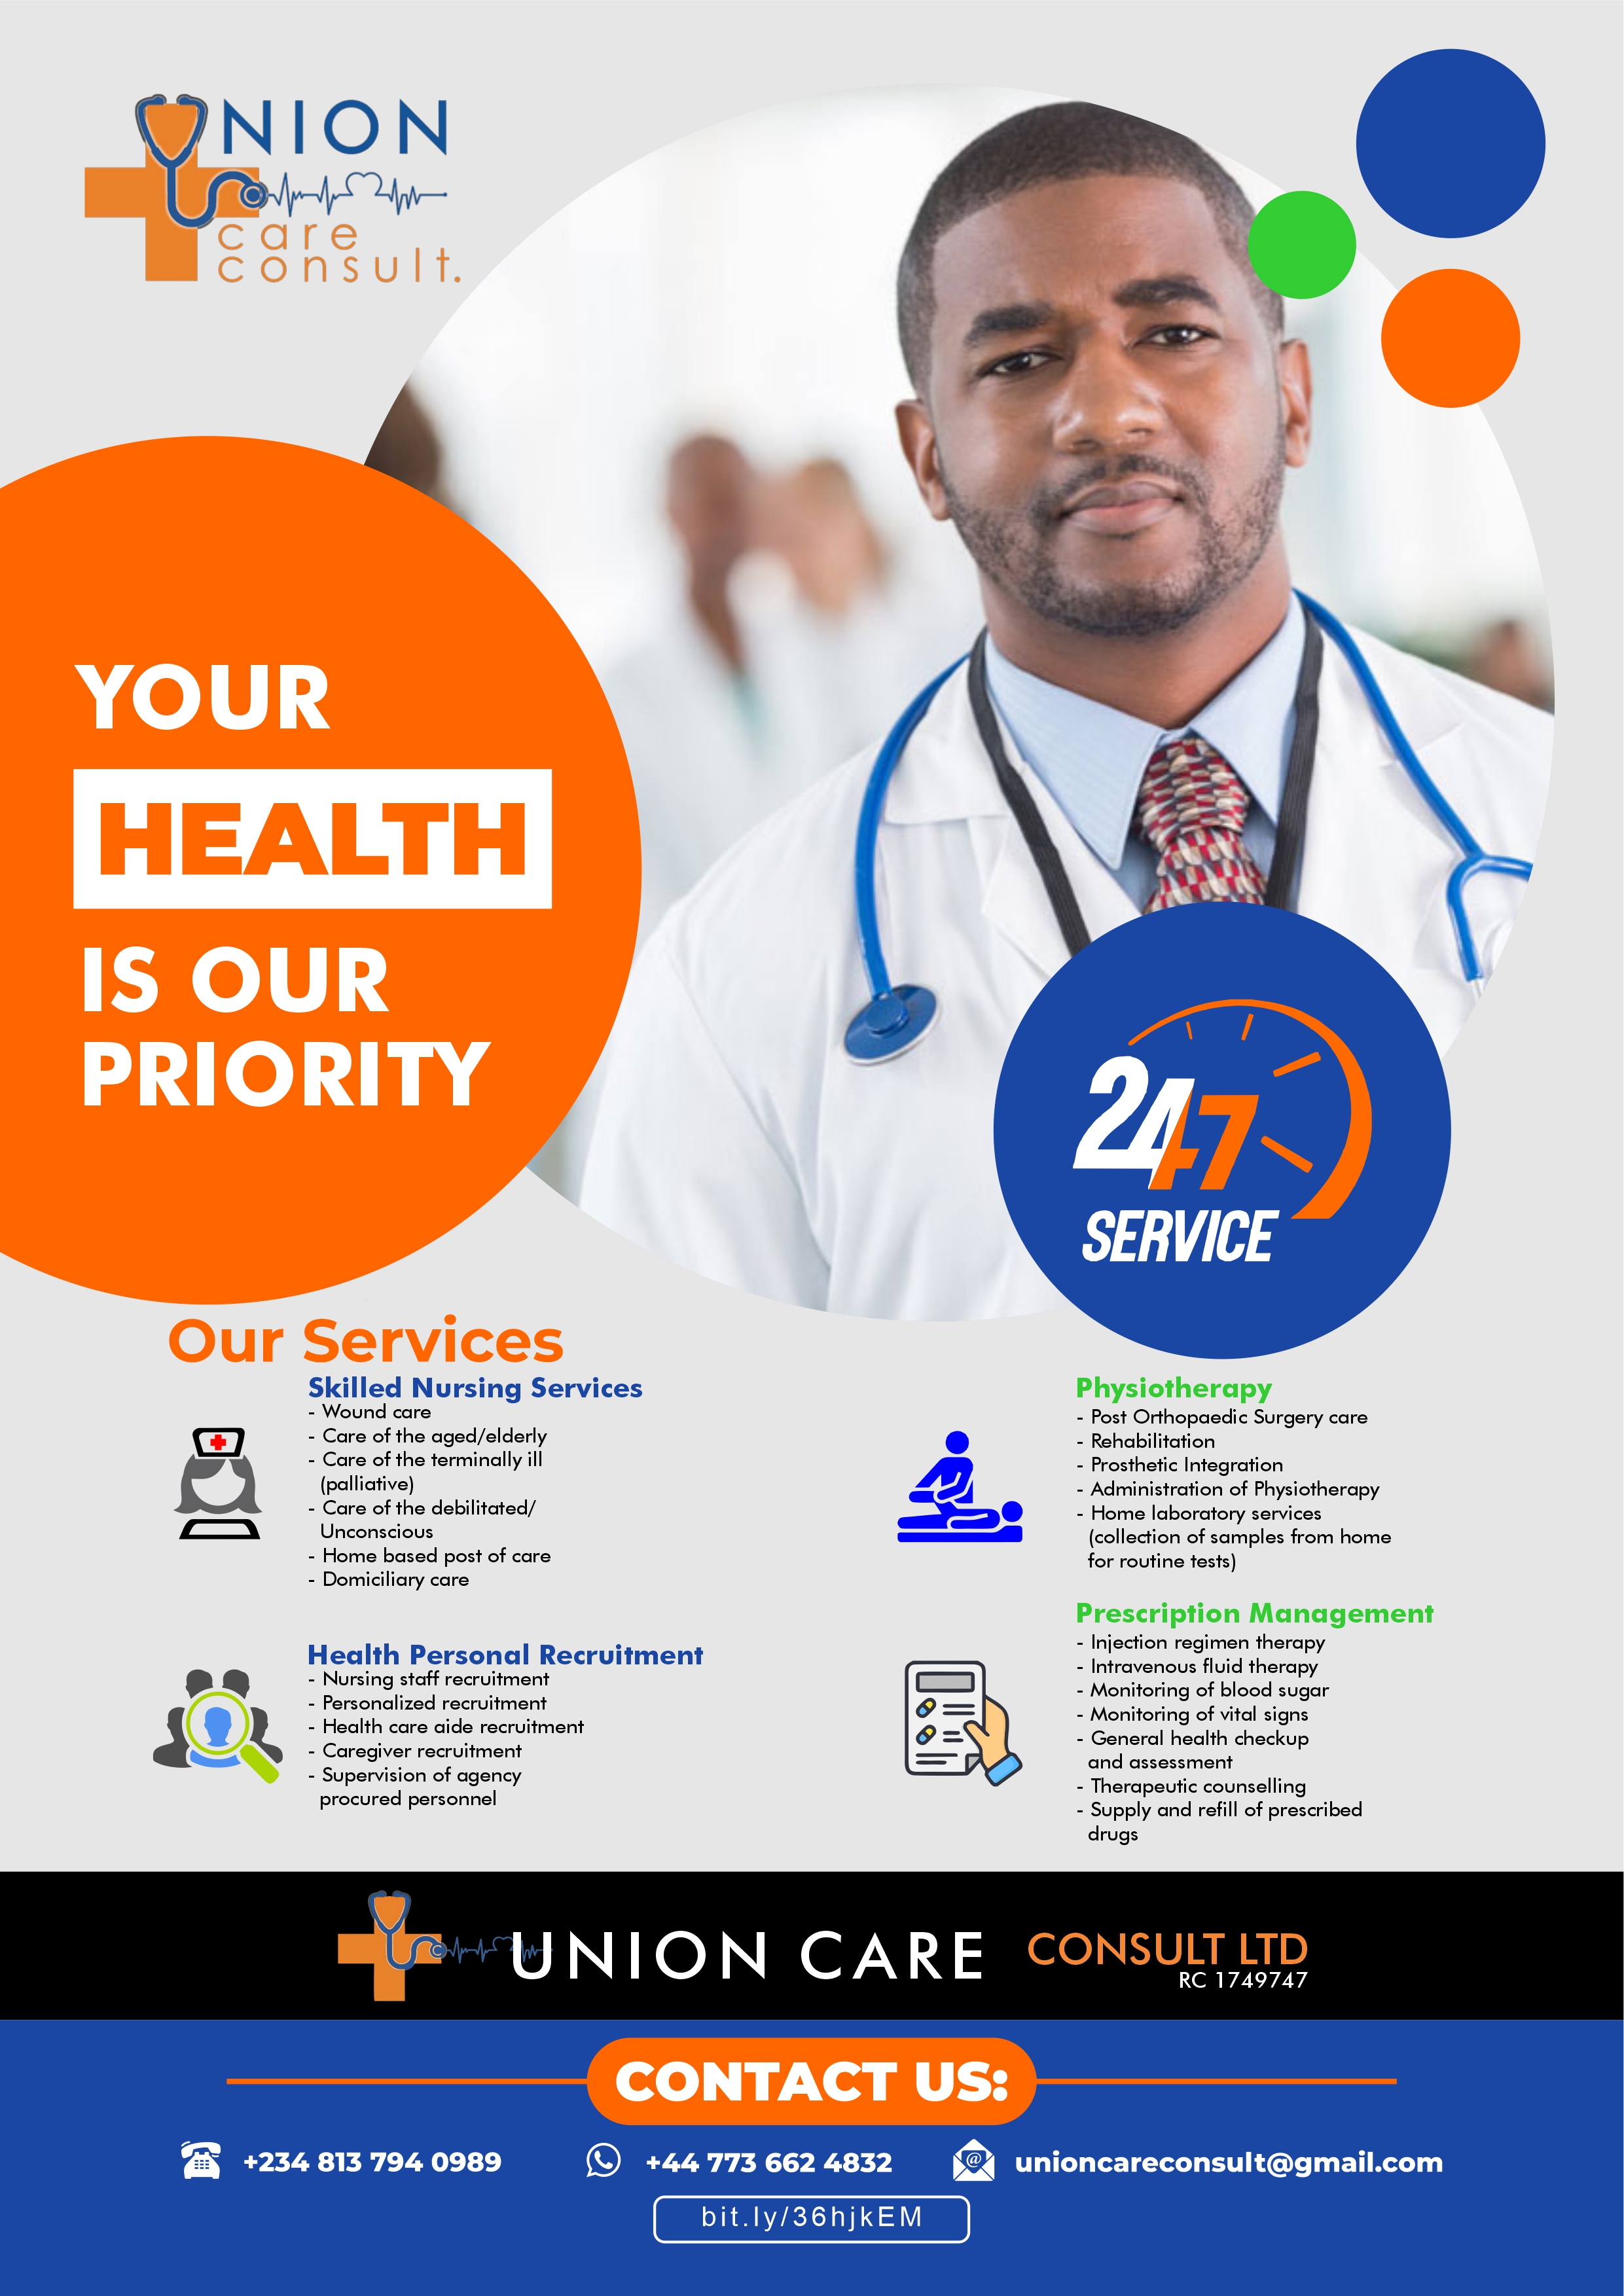 UNION
care
consult.
YOUR
HEALTH
IS OUR
PRIORITY
247
SERVICE
Our Services
Skilled Nursing Services
- Wound care
- Care of the aged/elderly
- Care of the terminally ill
(palliative)
- Care of the debilitated/
Unconscious
- Home based post of care
- Domiciliary care
Health Personal Recruitment
- Nursing staff recruitment
- Personalized recruitment
- Health care aide recruitment
- Caregiver recruitment
- Supervision of agency
procured personnel
Physiotherapy
- Post Orthopaedic Surgery care
- Rehabilitation
- Prosthetic Integration
- Administration of Physiotherapy
- Home laboratory services
(collection of samples from home
for routine tests)
Prescription Management
- Injection regimen therapy
- Intravenous fluid therapy
- Monitoring of blood sugar
- Monitoring of vital signs
- General health checkup
and assessment
- Therapeutic counselling
- Supply and refill of prescribed
drugs
UNION CARE CONSULT LTD
RC 1749747
CONTACT US:
+234 813 794 0989
+44 773 662 4832
unioncareconsult@gmail.com
bit.ly/36hjkEM